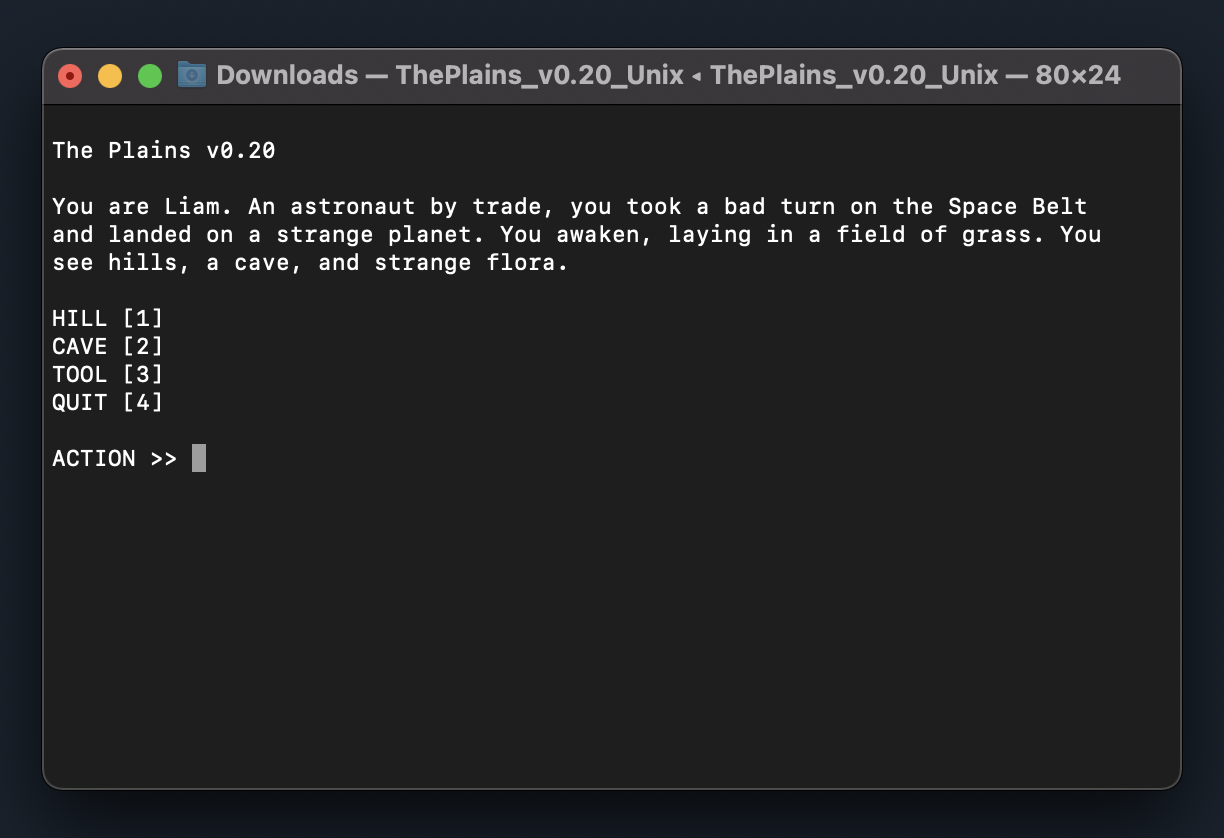 Downloads — ThePlains_v0.20_Unix ◂ ThePlains_v0.20_Unix — 80×24
The Plains v0.20
You are Liam. An astronaut by trade, you took a bad turn on the Space Belt
and landed on a strange planet. You awaken, laying in a field of grass. You
see hills, a cave, and strange flora.
HILL [1]
CAVE [2]
TOOL [3]
QUIT [4]
ACTION >>